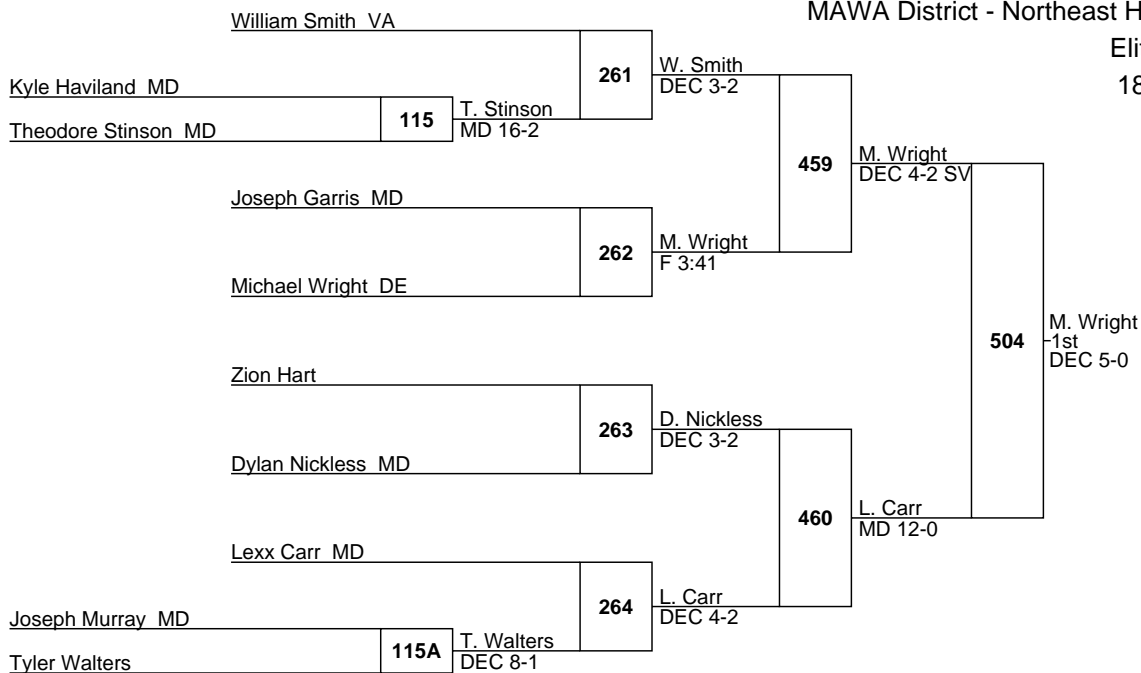 MAWA District - Northeast H
Eli
18
William Smith VA
261
W. Smith
DEC 3-2
Kyle Haviland MD
115
T. Stinson
MD 16-2
Theodore Stinson MD
459
M. Wright
DEC 4-2 SV
Joseph Garris MD
262
M. Wright
F 3:41
Michael Wright DE
504
M. Wright
1st
DEC 5-0
Zion Hart
263
D. Nickless
DEC 3-2
Dylan Nickless MD
460
L. Carr
MD 12-0
Lexx Carr MD
264
L. Carr
DEC 4-2
Joseph Murray MD
115A
T. Walters
DEC 8-1
Tyler Walters